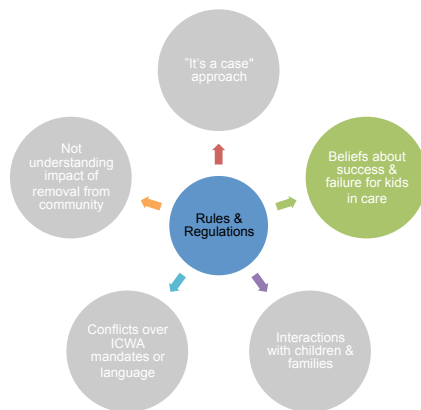 "It's a case"
approach
Beliefs about
success &
failure for kids
in care
Not
understanding
impact of
removal from
community
Rules &
Regulations
Conflicts over
ICWA
mandates or
language
Interactions
with children &
families